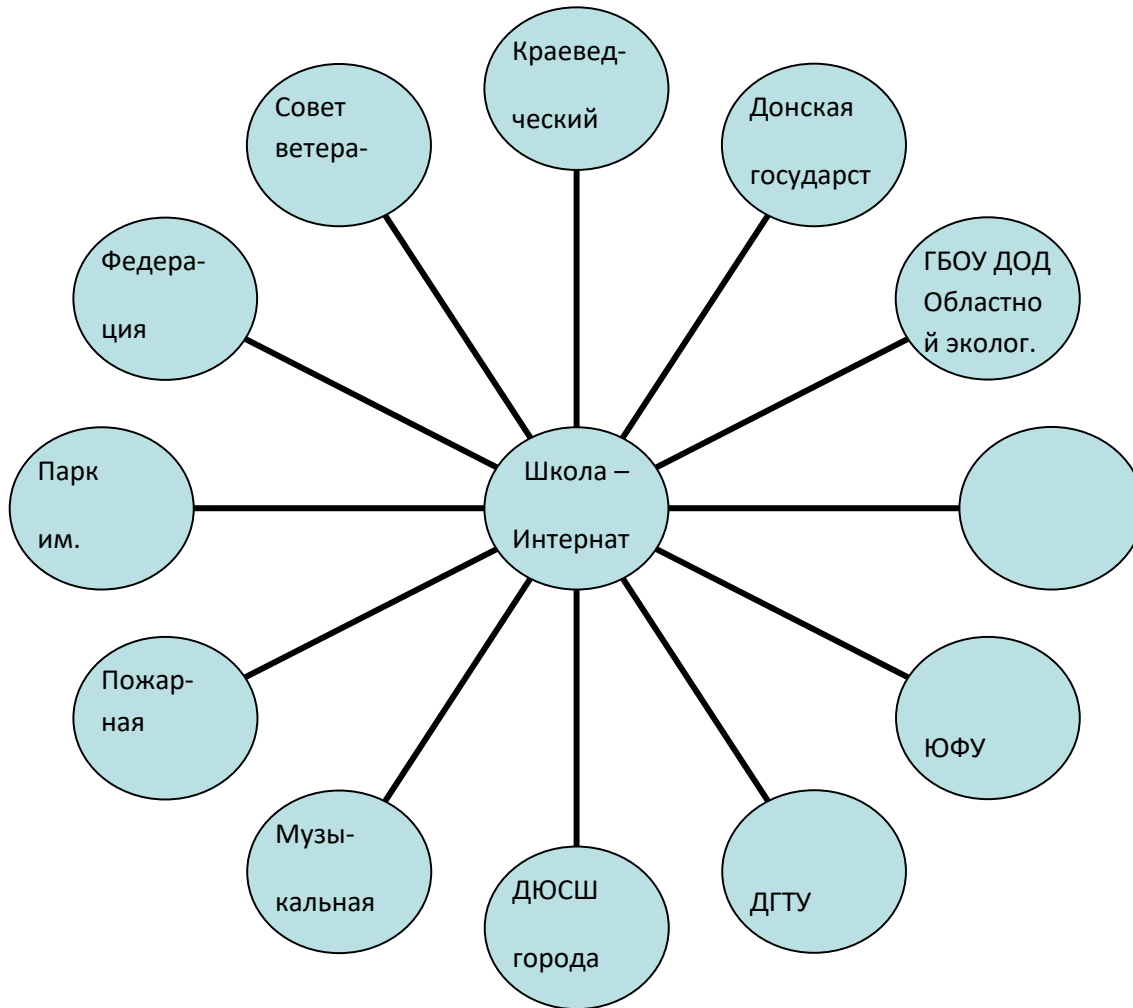 Краевед-
ческий
Донская
государст
ГБОУ ДОД
Областно
й эколог.
ЮФУ
ДГТУ
ДЮСШ
города
Музы-
кальная
Пожар-
ная
Парк
им.
Федера-
ция
Совет
ветера-
Школа –
Интернат